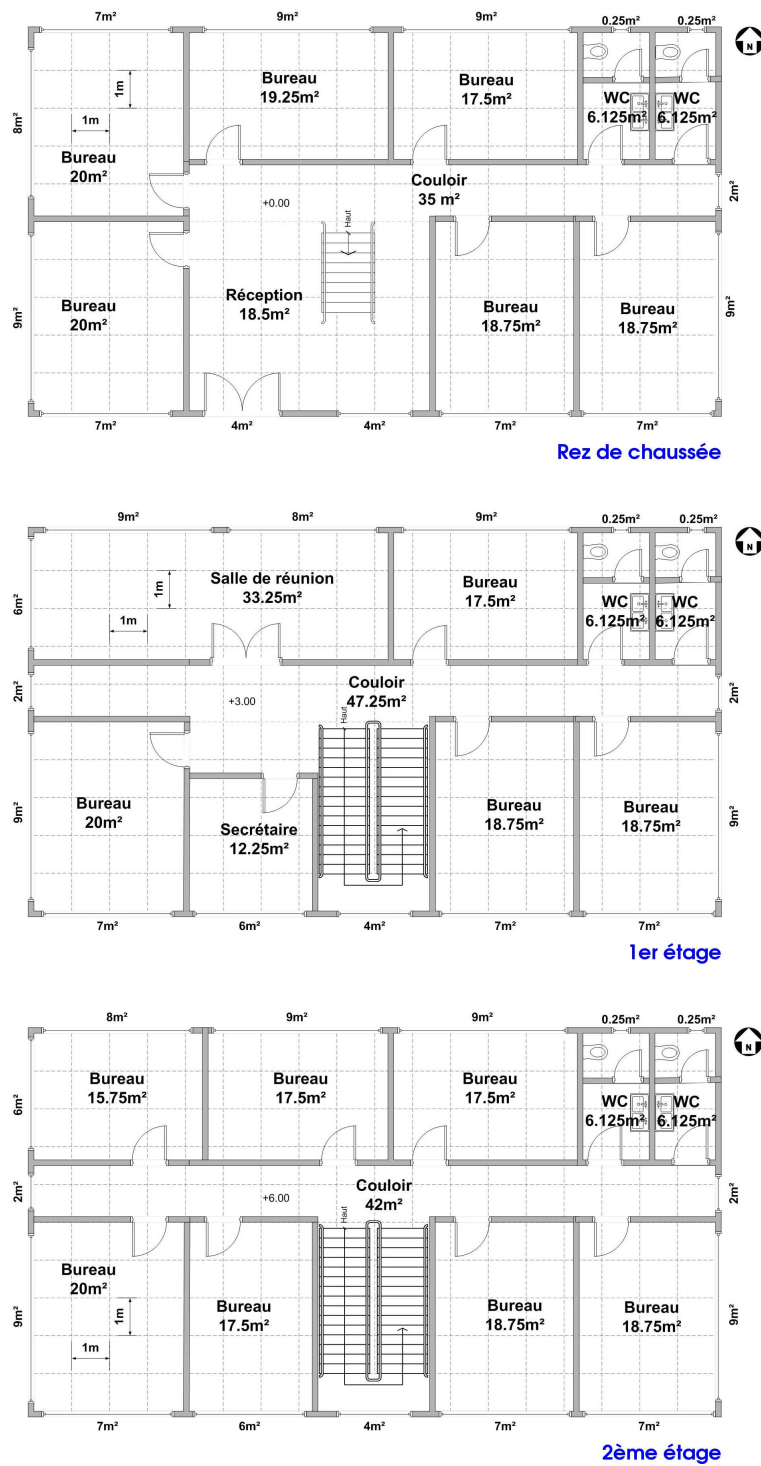 7m²
9m²
9m²
0.25m²
0.25m²
N
1m
1m
8m²
Bureau
19.25m²
Bureau
17.5m²
WC
6.125m²
WC
6.125m²
Bureau
20m²
Couloir
35 m²
+0.00
Haut
2m²
Bureau
20m²
Réception
18.5m²
Bureau
18.75m²
Bureau
18.75m²
9m²
9m²
7m²
4m²
4m²
7m²
7m²
Rez de chaussée
9m²
8m²
9m²
0.25m²
0.25m²
N
6m²
1m
1m
Salle de réunion
33.25m²
Bureau
17.5m²
WC
6.125m²
WC
6.125m²
2m²
+3.00
Couloir
47.25m²
Haut
2m²
Bureau
20m²
Secrétaire
12.25m²
Bureau
18.75m²
Bureau
18.75m²
9m²
9m²
7m²
6m²
4m²
7m²
7m²
1er étage
8m²
9m²
9m²
0.25m²
0.25m²
N
6m²
Bureau
15.75m²
Bureau
17.5m²
Bureau
17.5m²
WC
6.125m²
WC
6.125m²
2m²
+6.00
Couloir
42m²
Haut
2m²
Bureau
20m²
1m
1m
Bureau
17.5m²
Bureau
18.75m²
Bureau
18.75m²
9m²
9m²
7m²
6m²
4m²
7m²
7m²
2ème étage